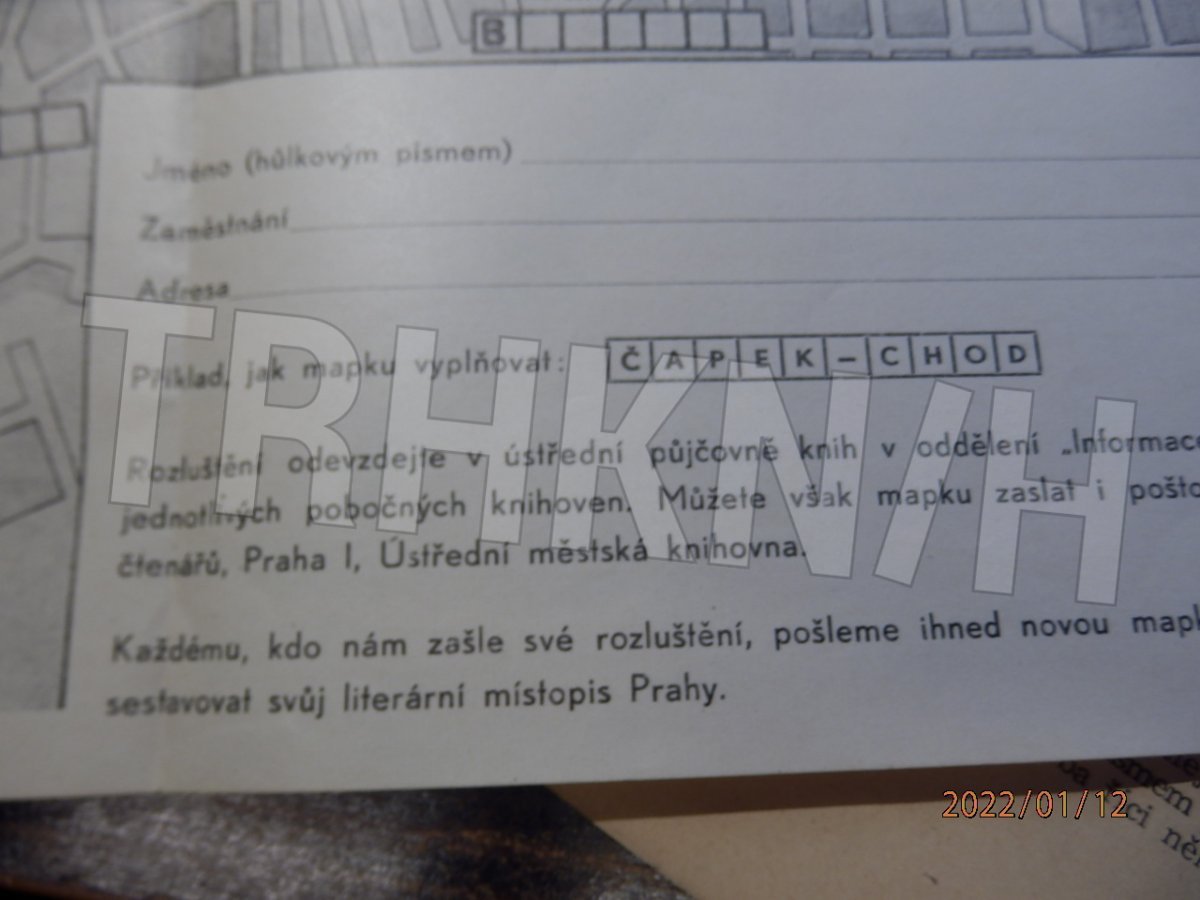 B
Jméno (hůlkovým písmem)
Zaměstnání
Adresa
Příklad, jak mapku vyplňovat: ČAPEK-CHOD
Rozluštění odevzdejte v ústřední půjčovně knih v oddělení „Informace
jednotlivých pobočných knihoven. Můžete však mapku zaslat i pošto
čtenářů, Praha I, Ústřední městská knihovna.
Každému, kdo nám zašle své rozluštění, pošleme ihned novou mapk
sestavovat svůj literární místopis Prahy.
TRHKN/H
2022/01/12